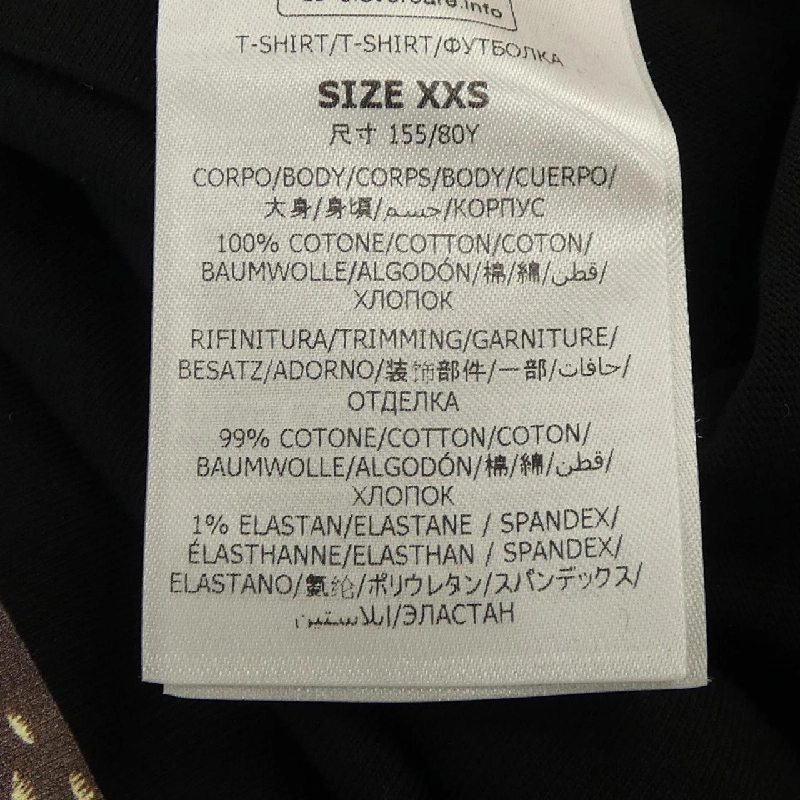 T-SHIRT/T-SHIRT/ФУТБОЛКА
SIZE XXS
尺寸 155/80Y
CORPO/BODY/CORPS/BODY/CUERPO/
大身/身頃/جسم/КОРПУС
100% COTONE/COTTON/COTON/
BAUMWOLLE/ALGODÓN/棉/綿/قطن/
ХЛОПОК
RIFINITURA/TRIMMING/GARNITURE/
BESATZ/ADORNO/装饰部件/一部/حافات/
ОТДЕЛКА
99% COTONE/COTTON/COTON/
BAUMWOLLE/ALGODÓN/棉/綿/قطن/
ХЛОПОК
1% ELASTAN/ELASTANE / SPANDEX/
ÉLASTHANNE/ELASTHAN / SPANDEX/
ELASTANO/氨纶/ポリウレタン/スパンデックス/
ايلاستين/ЭЛАСТАН